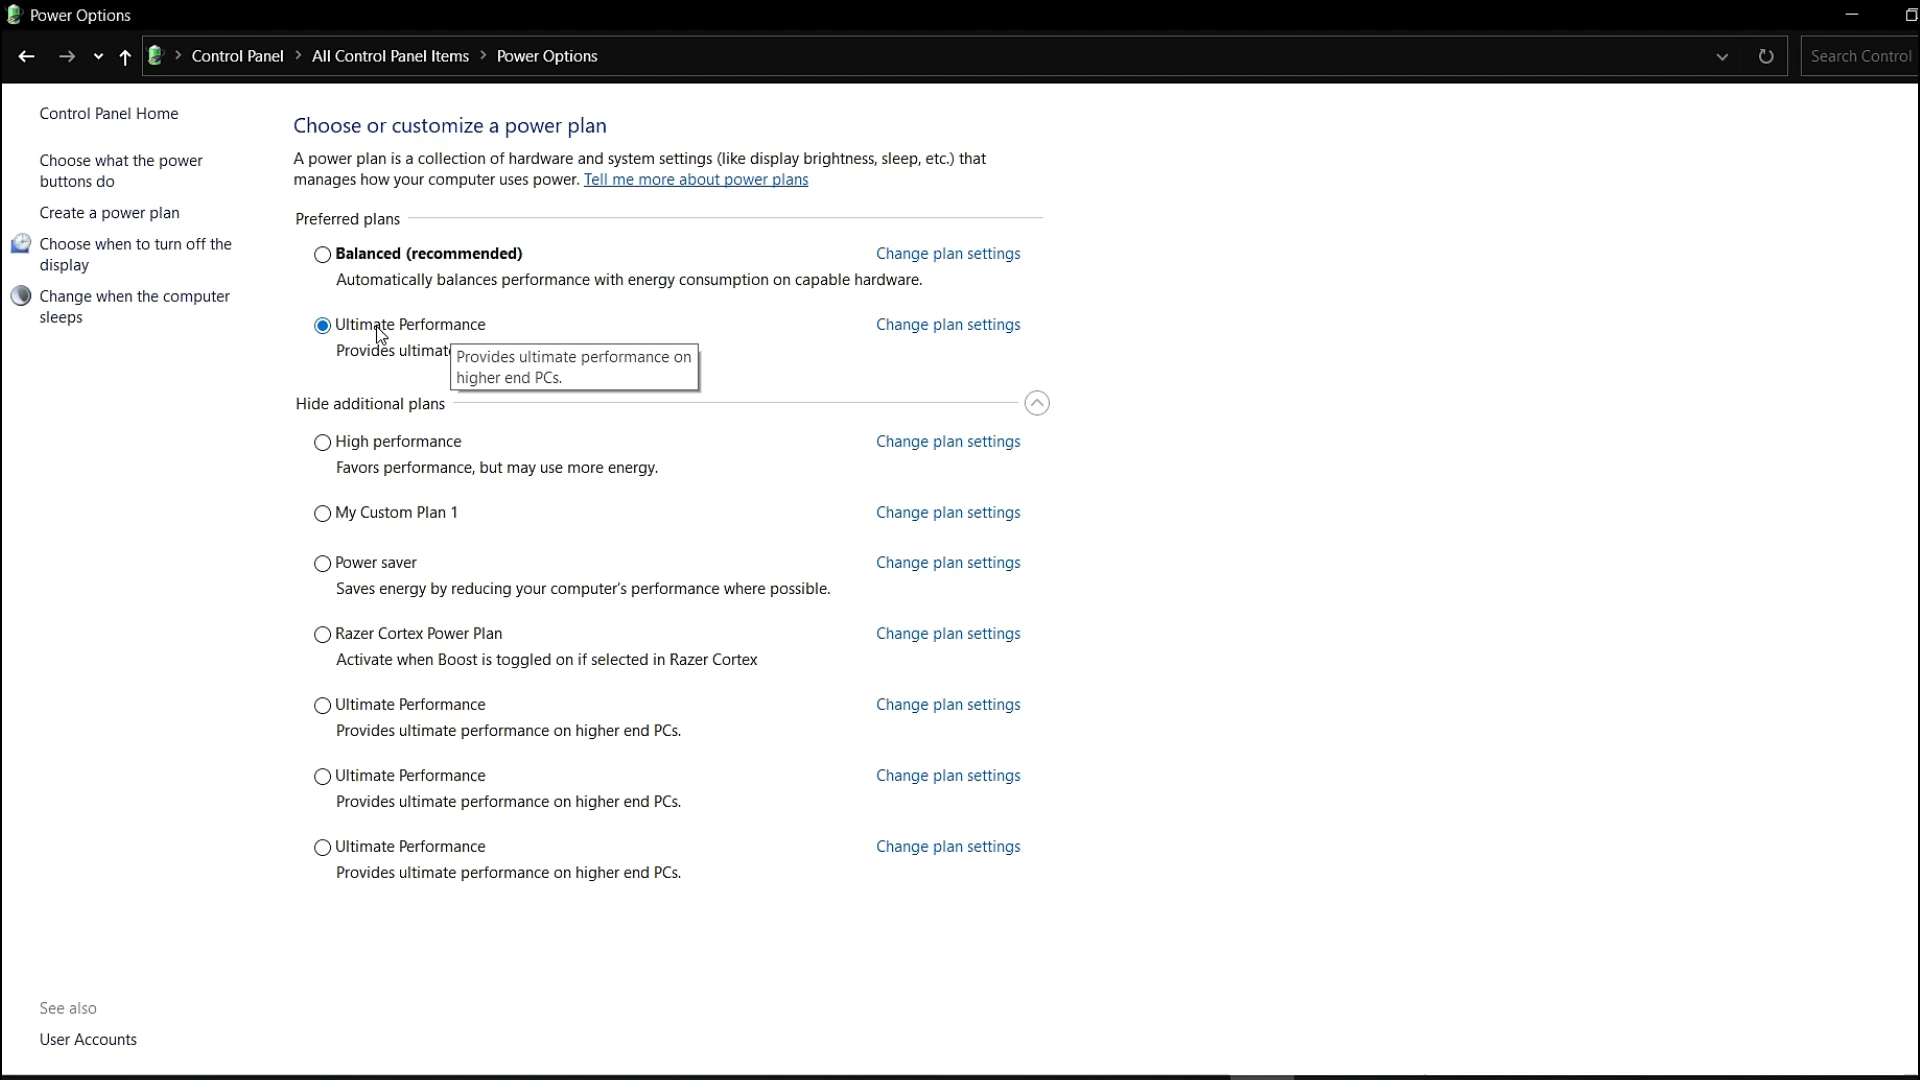 Power Options
Control Panel > All Control Panel Items > Power Options
Search Control
Control Panel Home
Choose what the power
buttons do
Create a power plan
Choose when to turn off the
display
Change when the computer
sleeps
Choose or customize a power plan
A power plan is a collection of hardware and system settings (like display brightness, sleep, etc.) that
manages how your computer uses power. Tell me more about power plans
Preferred plans
Balanced (recommended) Change plan settings
Automatically balances performance with energy consumption on capable hardware.
Ultimate Performance Change plan settings
Provides ultimate
Provides ultimate performance on
higher end PCs.
Hide additional plans
High performance Change plan settings
Favors performance, but may use more energy.
My Custom Plan 1 Change plan settings
Power saver Change plan settings
Saves energy by reducing your computer's performance where possible.
Razer Cortex Power Plan Change plan settings
Activate when Boost is toggled on if selected in Razer Cortex
Ultimate Performance Change plan settings
Provides ultimate performance on higher end PCs.
Ultimate Performance Change plan settings
Provides ultimate performance on higher end PCs.
Ultimate Performance Change plan settings
Provides ultimate performance on higher end PCs.
See also
User Accounts